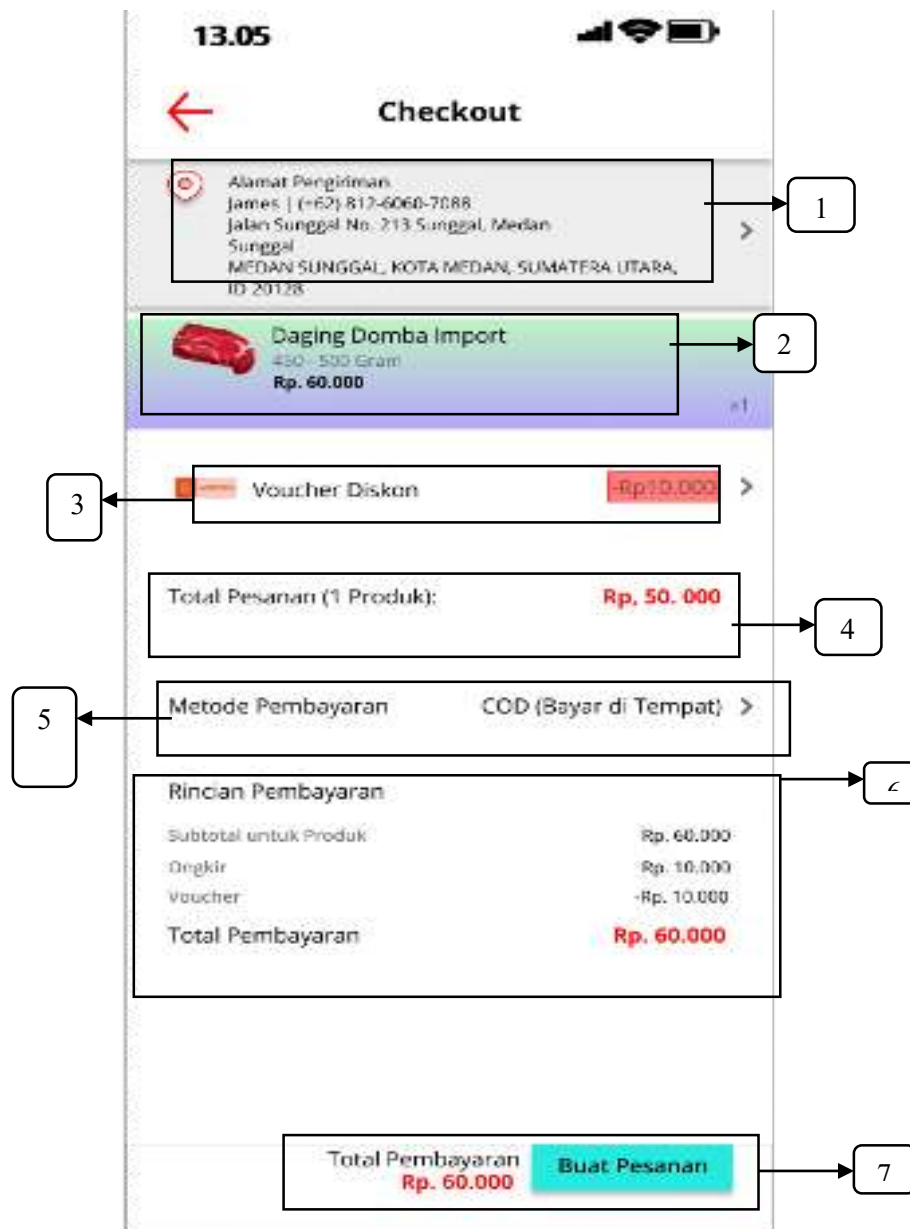 13.05
Checkout
Alamat Pengiriman
James | (+62) 812-6060-7088
Jalan Sunggal No. 213 Sunggal, Medan
Sunggal
MEDAN SUNGGAL, KOTA MEDAN, SUMATERA UTARA,
ID 20128
1
Daging Domba Import
450 - 500 Gram
Rp. 60.000
x1
2
3
Voucher Diskon -Rp10.000
Total Pesanan (1 Produk): Rp, 50. 000
4
5
Metode Pembayaran COD (Bayar di Tempat)
6
Rincian Pembayaran
Subtotal untuk Produk Rp. 60.000
Ongkir Rp. 10.000
Voucher -Rp. 10.000
Total Pembayaran Rp. 60.000
Total Pembayaran
Rp. 60.000
Buat Pesanan
7